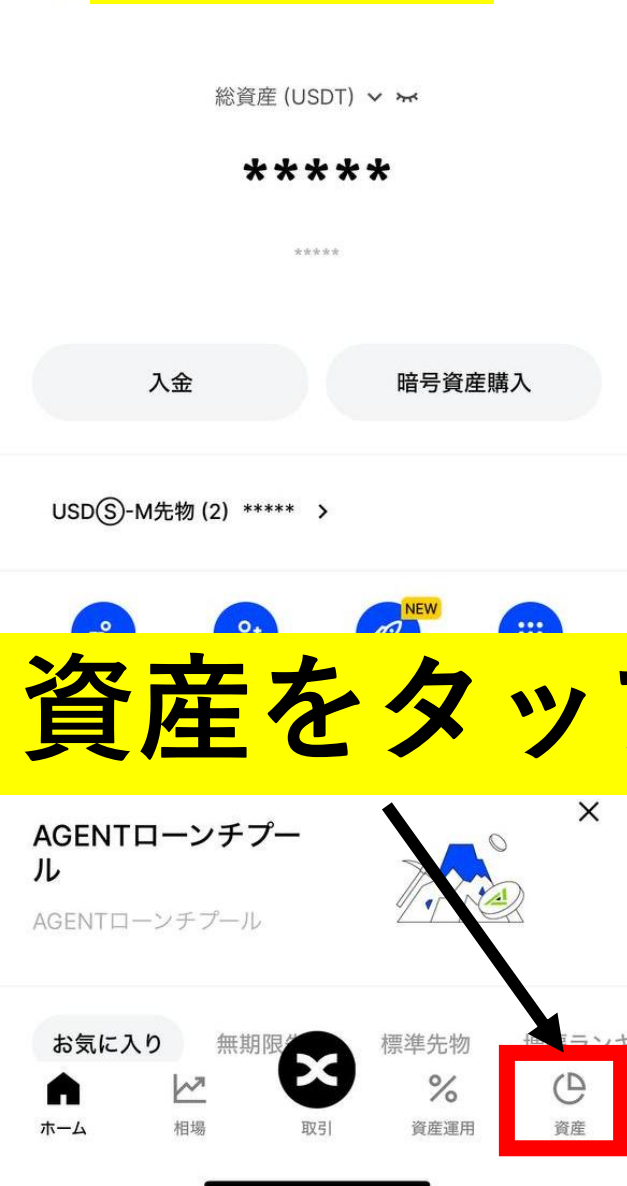 総資産 (USDT)
*****
*****
入金
暗号資産購入
USDⓈ-M先物 (2) *****
NEW
資産をタッ
AGENTローンチプー
ル
AGENTローンチプール
お気に入り
無期限
標準先物
ホーム
相場
取引
資産運用
資産